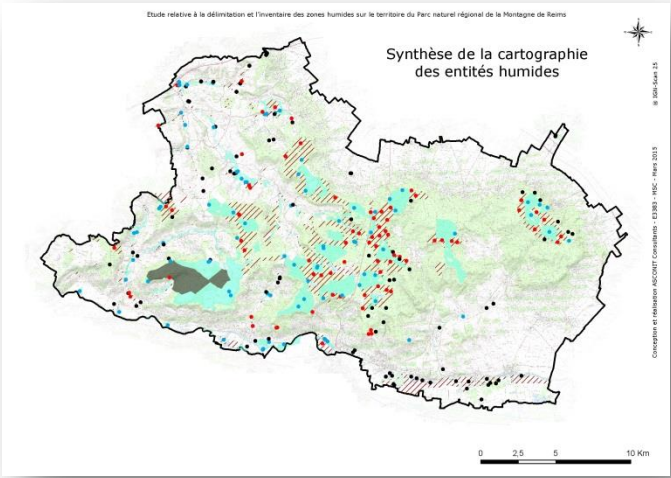 Etude relative à la délimitation et l'inventaire des zones humides sur le territoire du Parc naturel régional de la Montagne de Reims
Synthèse de la cartographie
des entités humides
© IGN-Scan 25
Conception et réalisation ASCONIT Consultants - E3383 - MSC - Mars 2015
0 2,5 5 10 Km